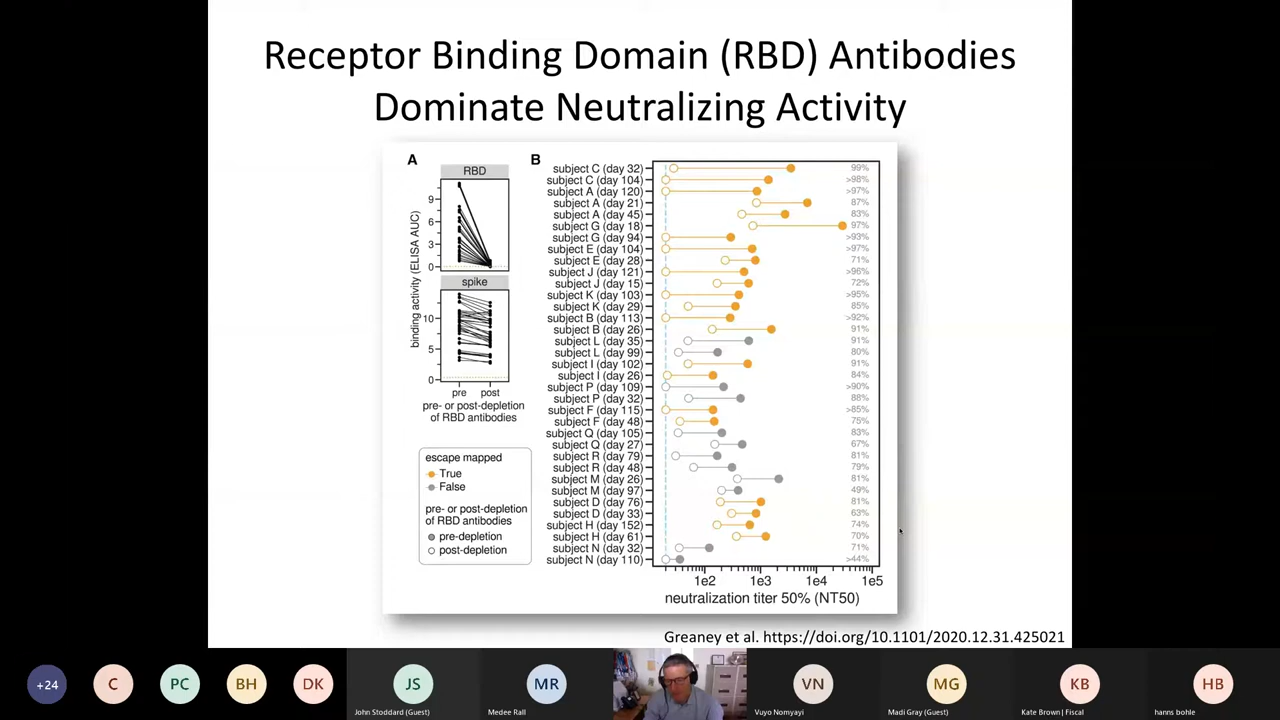 Receptor Binding Domain (RBD) Antibodies
Dominate Neutralizing Activity
A
RBD
9
6
3
0
spike
10
5
0
binding activity (ELISA AUC)
pre post
pre- or post-depletion
of RBD antibodies
escape mapped
True
False
pre- or post-depletion
of RBD antibodies
pre-depletion
post-depletion
B
subject C (day 32) 99%
subject C (day 104) >98%
subject A (day 120) >97%
subject A (day 21) 87%
subject A (day 45) 83%
subject G (day 18) 97%
subject G (day 94) >93%
subject E (day 104) >97%
subject E (day 28) 71%
subject J (day 121) >96%
subject J (day 15) 72%
subject K (day 103) >95%
subject K (day 29) 85%
subject B (day 113) >92%
subject B (day 26) 91%
subject L (day 35) 91%
subject L (day 99) 80%
subject I (day 102) 91%
subject I (day 26) 84%
subject P (day 109) >90%
subject P (day 32) 88%
subject F (day 115) >85%
subject F (day 48) 75%
subject Q (day 105) 83%
subject Q (day 27) 67%
subject R (day 79) 81%
subject R (day 48) 79%
subject M (day 26) 81%
subject M (day 97) 49%
subject D (day 76) 81%
subject D (day 33) 63%
subject H (day 152) 74%
subject H (day 61) 70%
subject N (day 32) 71%
subject N (day 110) >44%
1e2 1e3 1e4 1e5
neutralization titer 50% (NT50)
Greaney et al. https://doi.org/10.1101/2020.12.31.425021
+24 C PC BH DK JS MR VN MG KB HB
John Stoddard (Guest) Medee Rall Vuyo Nomyayi Madi Gray (Guest) Kate Brown | Fiscal hanns bohle